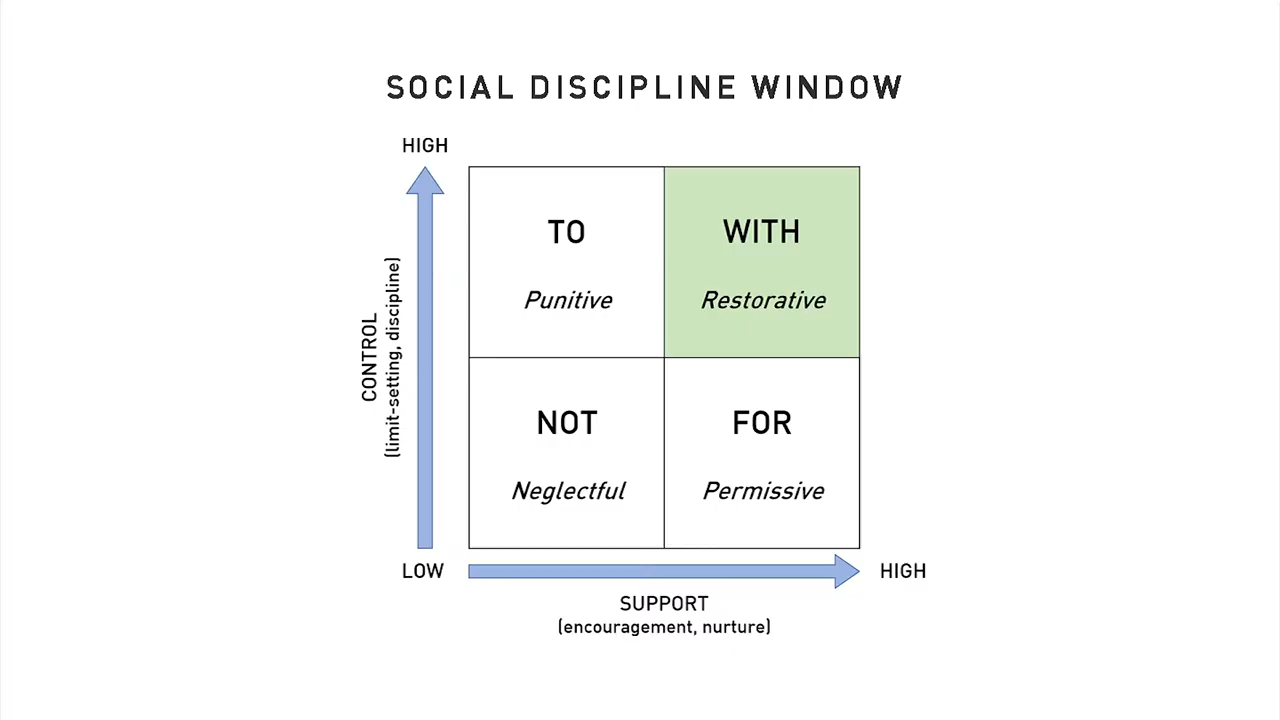 SOCIAL DISCIPLINE WINDOW
HIGH
TO
WITH
Punitive
Restorative
CONTROL
(limit-setting, discipline)
NOT
FOR
Neglectful
Permissive
LOW
HIGH
SUPPORT
(encouragement, nurture)